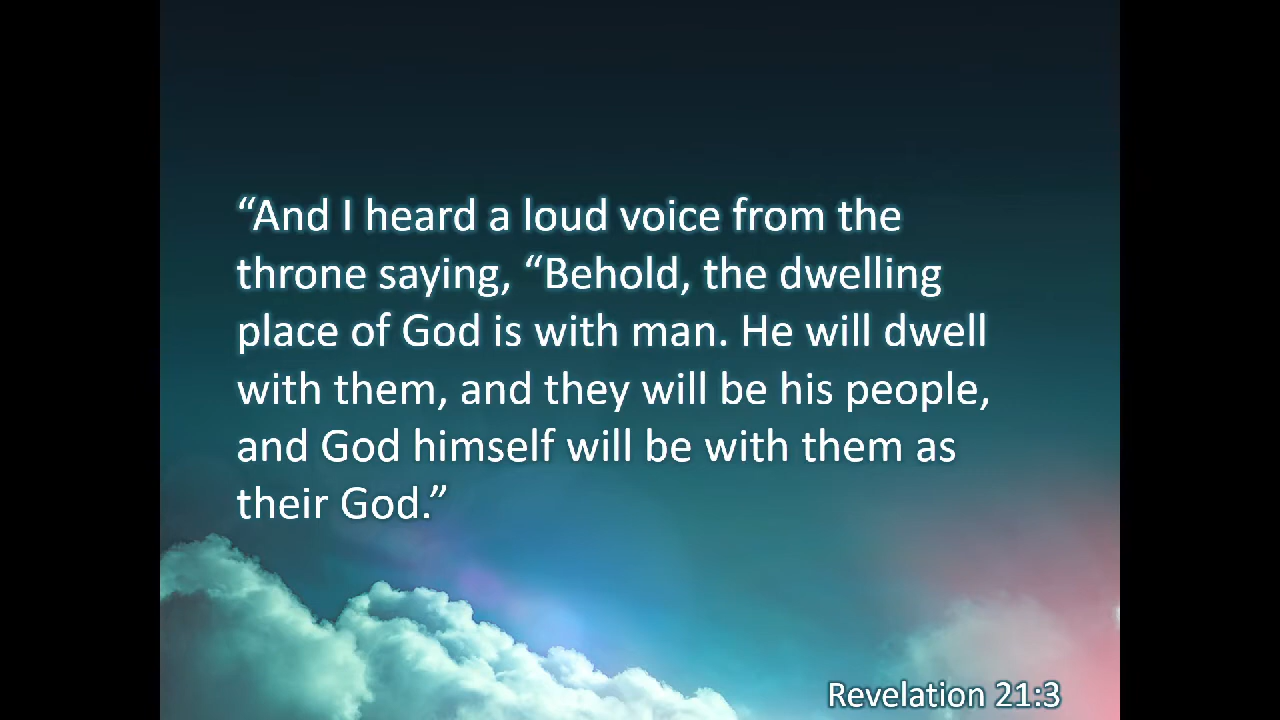 “And I heard a loud voice from the
throne saying, “Behold, the dwelling
place of God is with man. He will dwell
with them, and they will be his people,
and God himself will be with them as
their God.”
Revelation 21:3